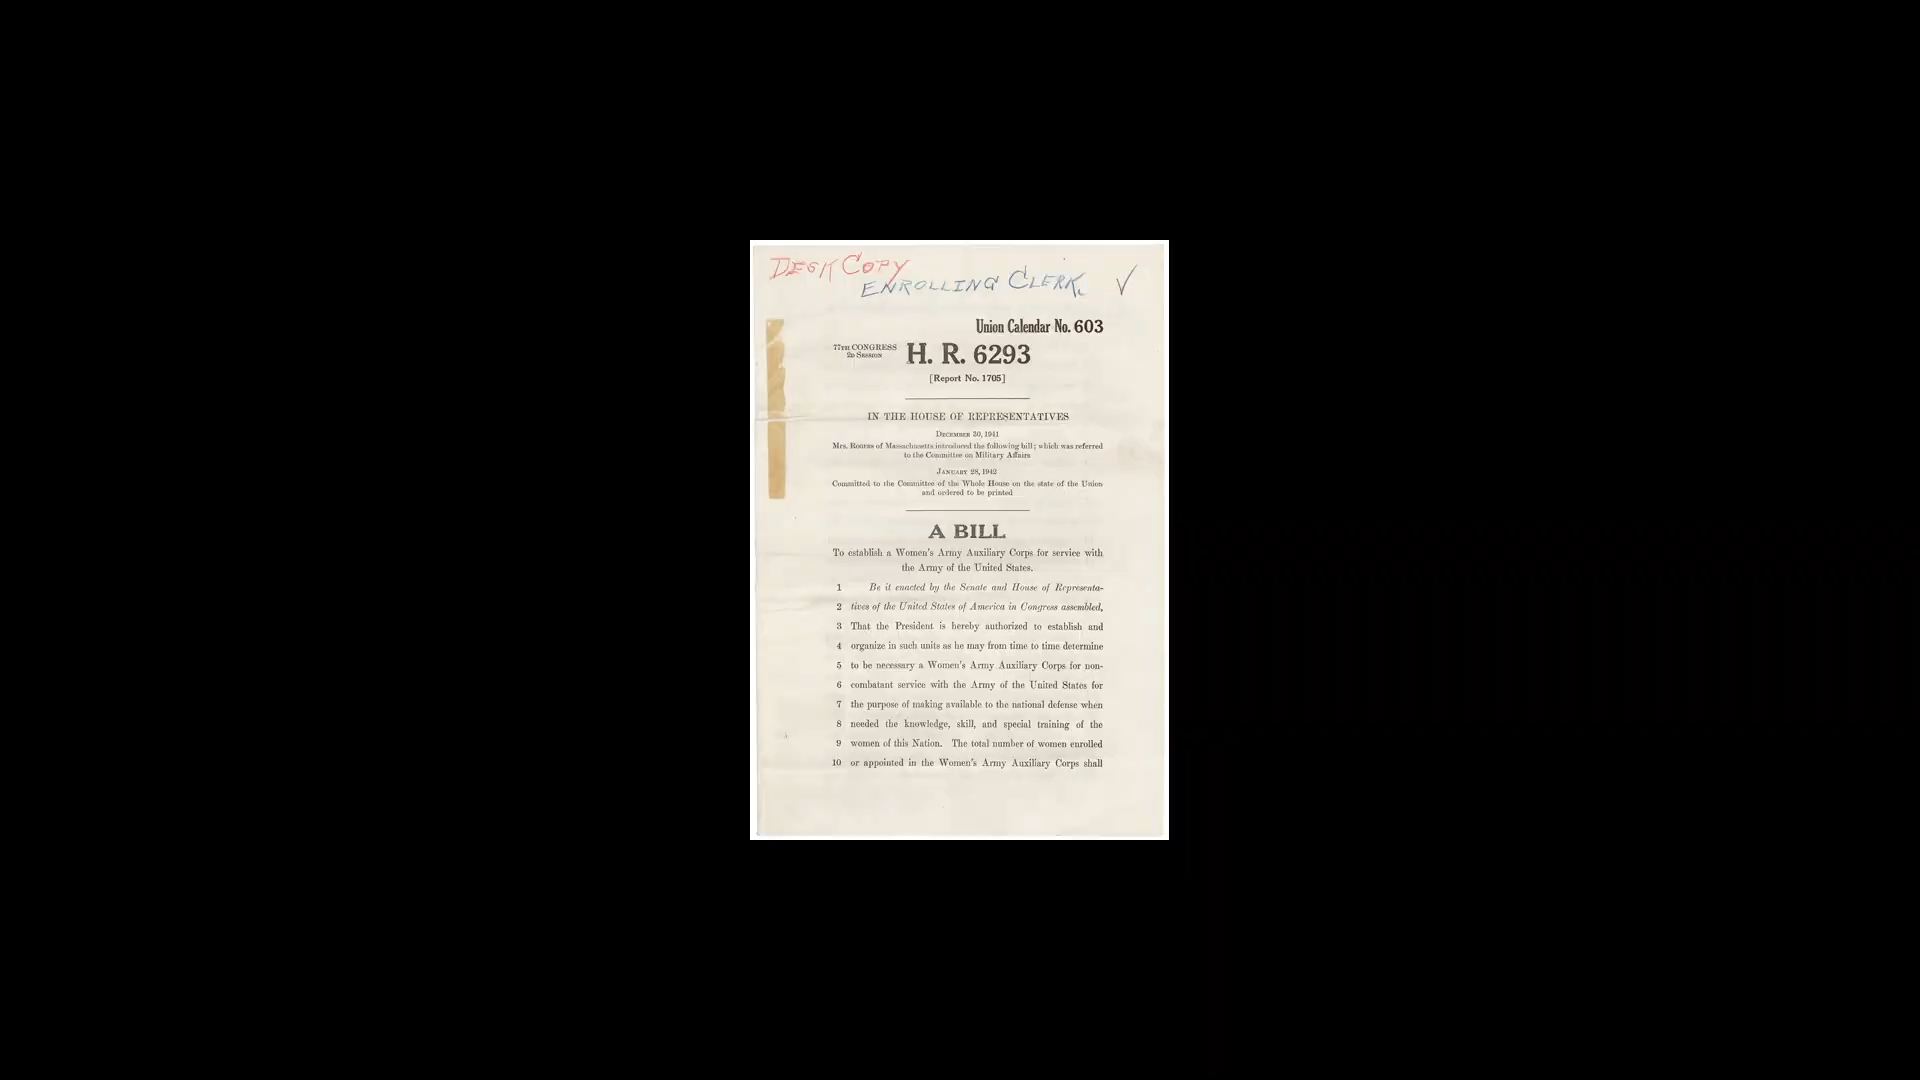 DESK COPY
ENROLLING CLERK.
Union Calendar No. 603
77TH CONGRESS
2D SESSION
H. R. 6293
[Report No. 1705]
IN THE HOUSE OF REPRESENTATIVES
DECEMBER 30, 1941
Mrs. ROGERS of Massachusetts introduced the following bill; which was referred
to the Committee on Military Affairs
JANUARY 28, 1942
Committed to the Committee of the Whole House on the state of the Union
and ordered to be printed
A BILL
To establish a Women's Army Auxiliary Corps for service with
the Army of the United States.
1 Be it enacted by the Senate and House of Representa-
2 tives of the United States of America in Congress assembled,
3 That the President is hereby authorized to establish and
4 organize in such units as he may from time to time determine
5 to be necessary a Women's Army Auxiliary Corps for non-
6 combatant service with the Army of the United States for
7 the purpose of making available to the national defense when
8 needed the knowledge, skill, and special training of the
9 women of this Nation. The total number of women enrolled
10 or appointed in the Women's Army Auxiliary Corps shall